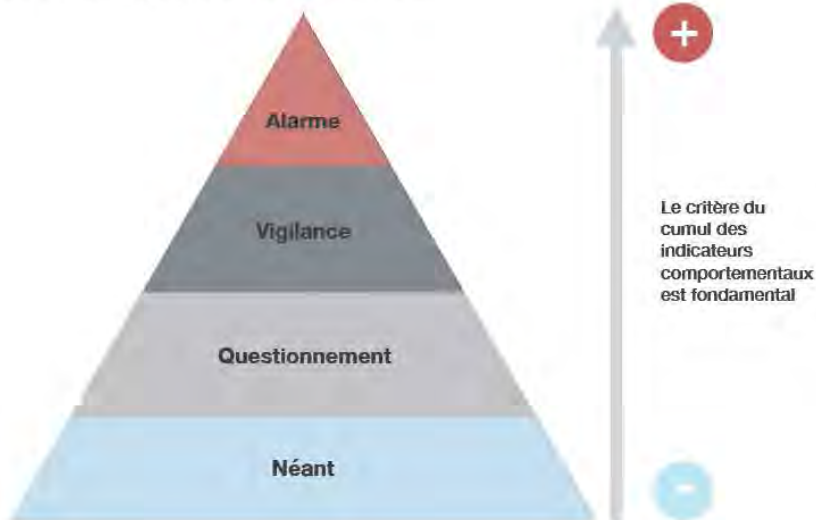 +
Alarme
Vigilance
Le critère du
cumul des
indicateurs
comportementaux
est fondamental
Questionnement
Néant
-